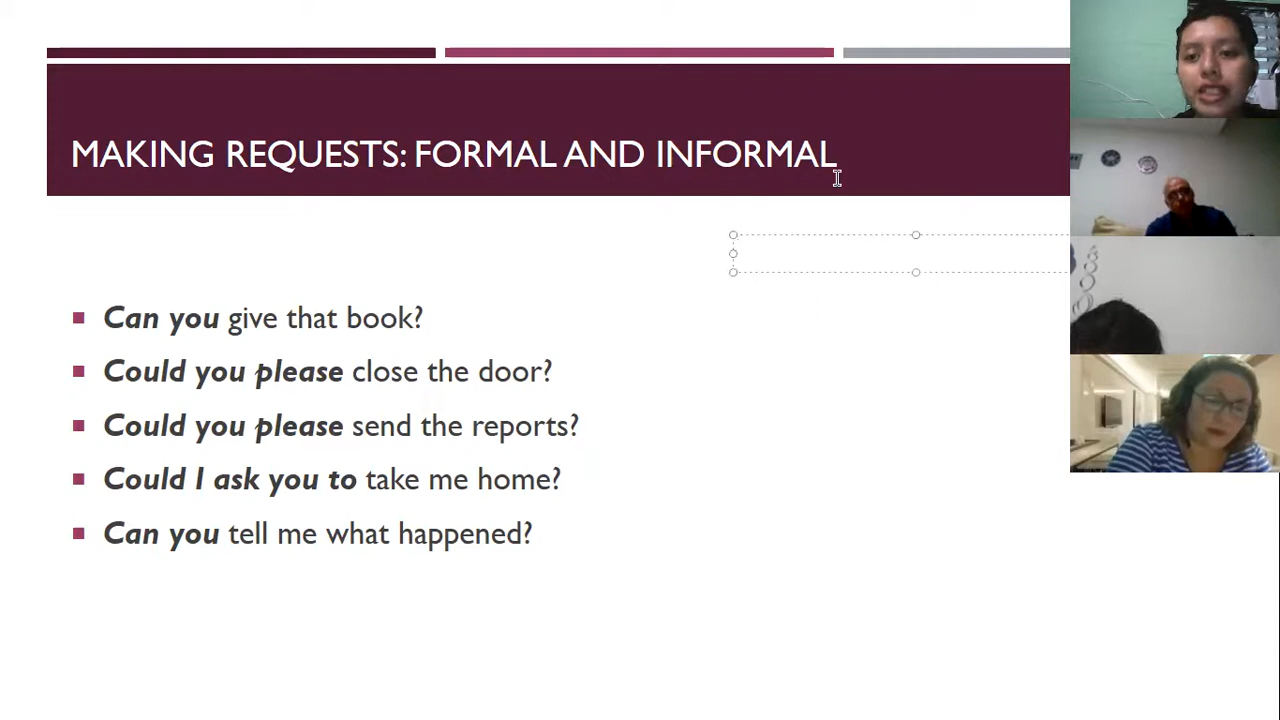 MAKING REQUESTS: FORMAL AND INFORMAL
Can you give that book?
Could you please close the door?
Could you please send the reports?
Could I ask you to take me home?
Can you tell me what happened?